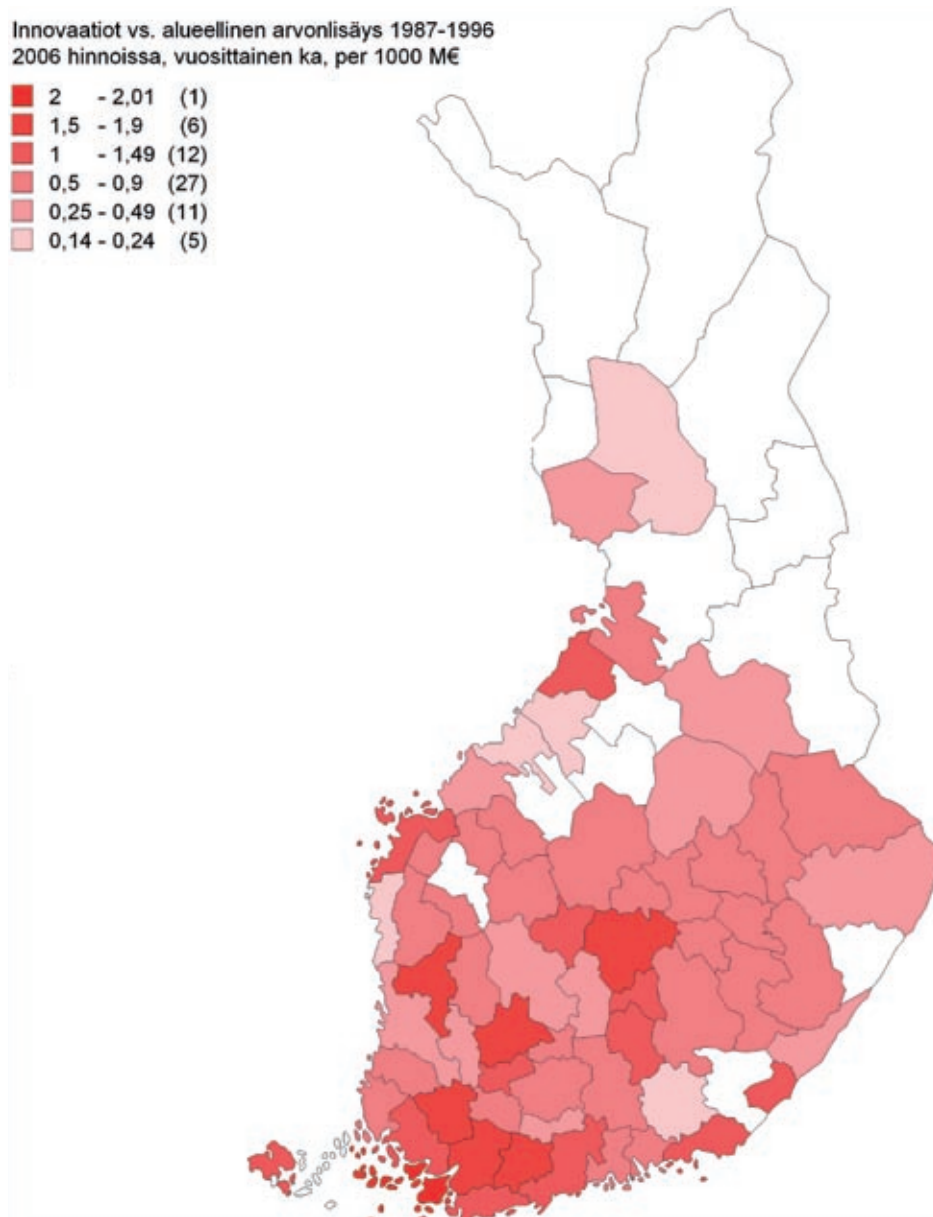 Innovaatiot vs. alueellinen arvonlisäys 1987-1996
2006 hinnoissa, vuosittainen ka, per 1000 M€
2 - 2,01 (1)
1,5 - 1,9 (6)
1 - 1,49 (12)
0,5 - 0,9 (27)
0,25 - 0,49 (11)
0,14 - 0,24 (5)